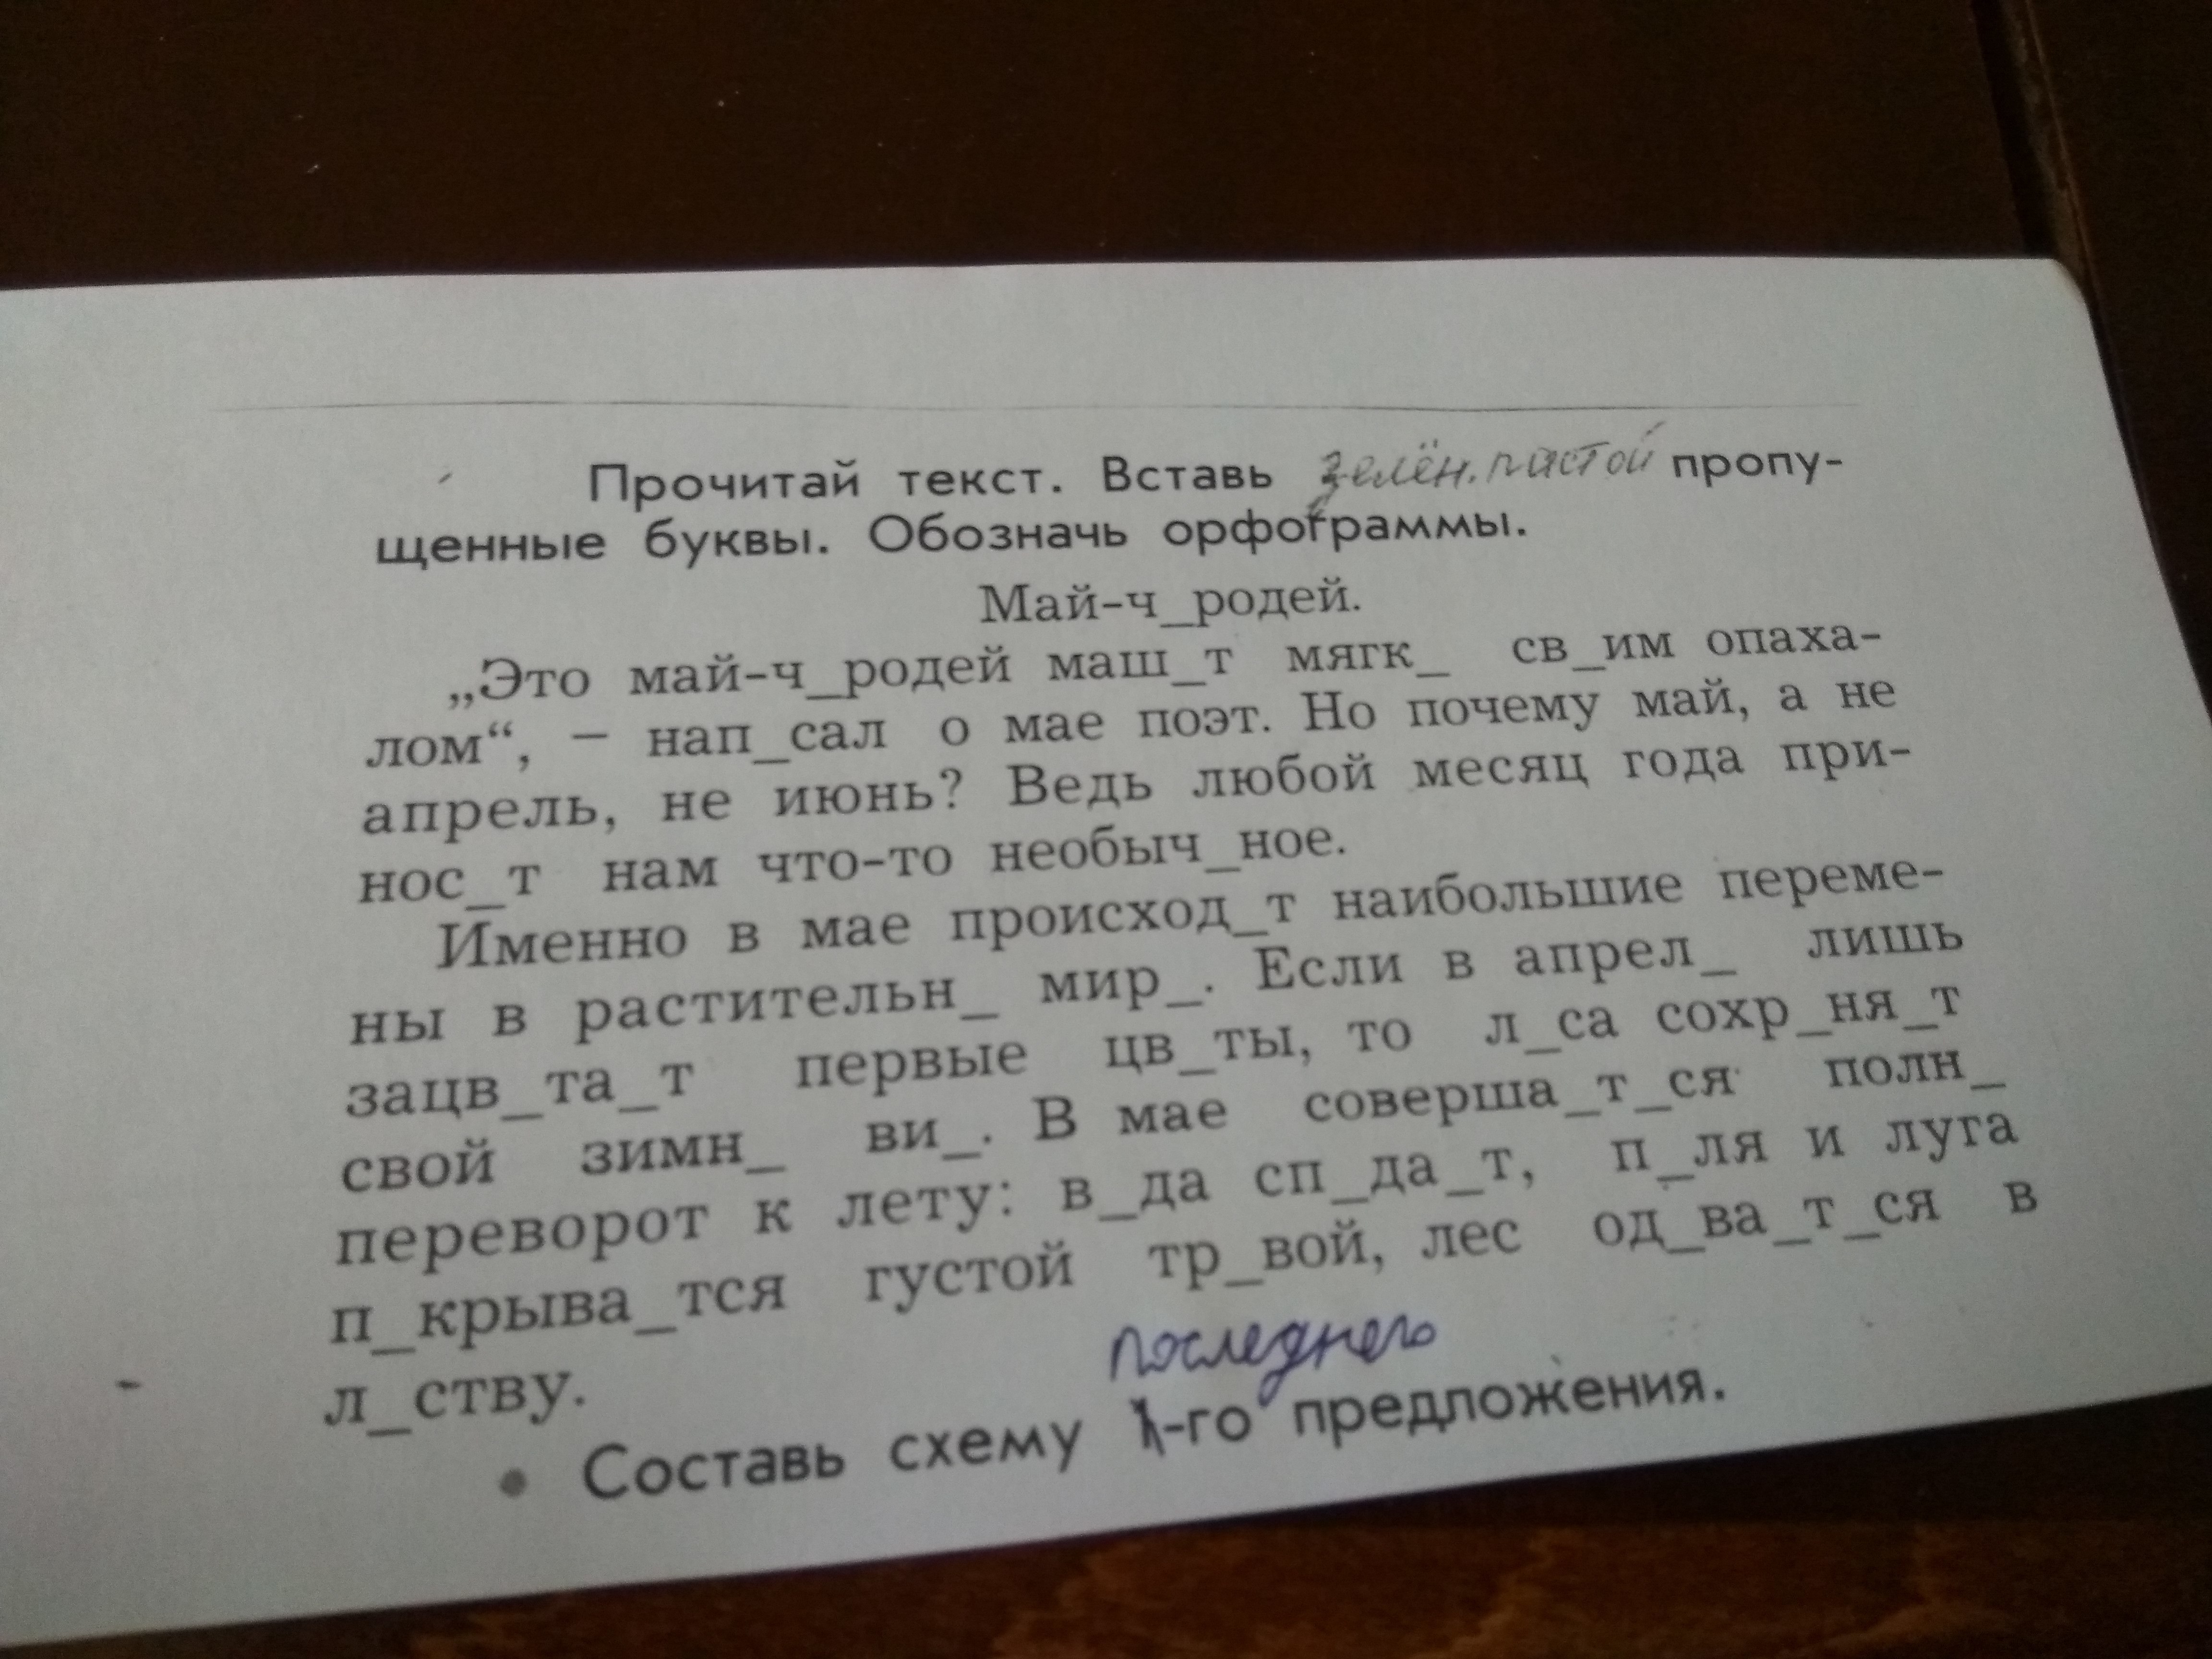 Прочитай текст. Вставь зелён. пастой пропу-
щенные буквы. Обозначь орфограммы.
Май-ч_родей.
„Это май-ч_родей маш_т мягк_ св_им опаха-
лом“, – нап_сал о мае поэт. Но почему май, а не
апрель, не июнь? Ведь любой месяц года при-
нос_т нам что-то необыч_ное.
Именно в мае происход_т наибольшие переме-
ны в растительн_ мир_. Если в апрел_ лишь
зацв_та_т первые цв_ты, то л_са сохр_ня_т
свой зимн_ ви_. В мае соверша_т_ся полн_
переворот к лету: в_да сп_да_т, п_ля и луга
п_крыва_тся густой тр_вой, лес од_ва_т_ся в
л_ству.
последнего
• Составь схему 1-го предложения.